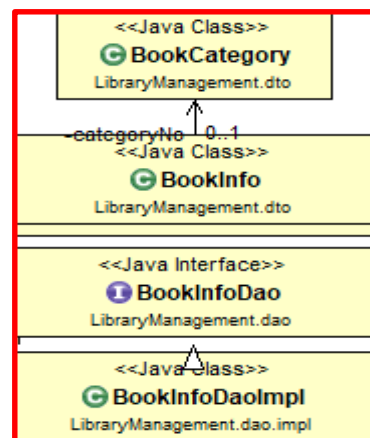 <<Java Class>>
C BookCategory
LibraryManagement.dto
-categoryNo 0..1
<<Java Class>>
C BookInfo
LibraryManagement.dto
<<Java Interface>>
I BookInfoDao
LibraryManagement.dao
<<Java Class>>
C BookInfoDaoImpl
LibraryManagement.dao.impl